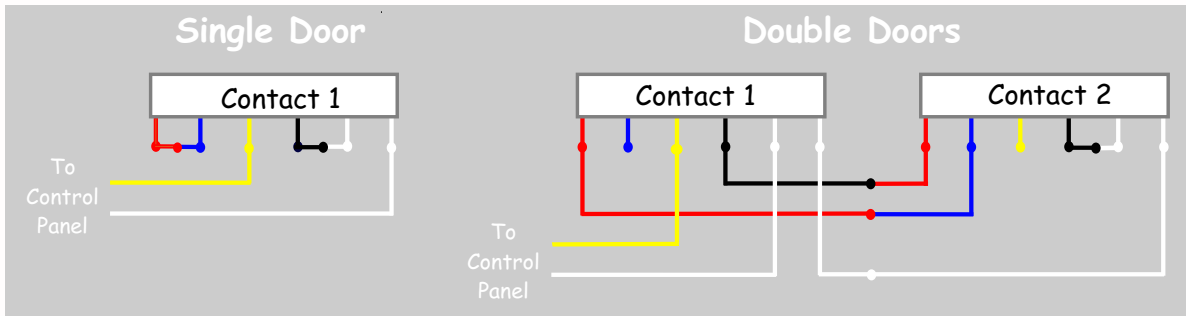 Single Door
Contact 1
To
Control
Panel
Double Doors
Contact 1
Contact 2
To
Control
Panel